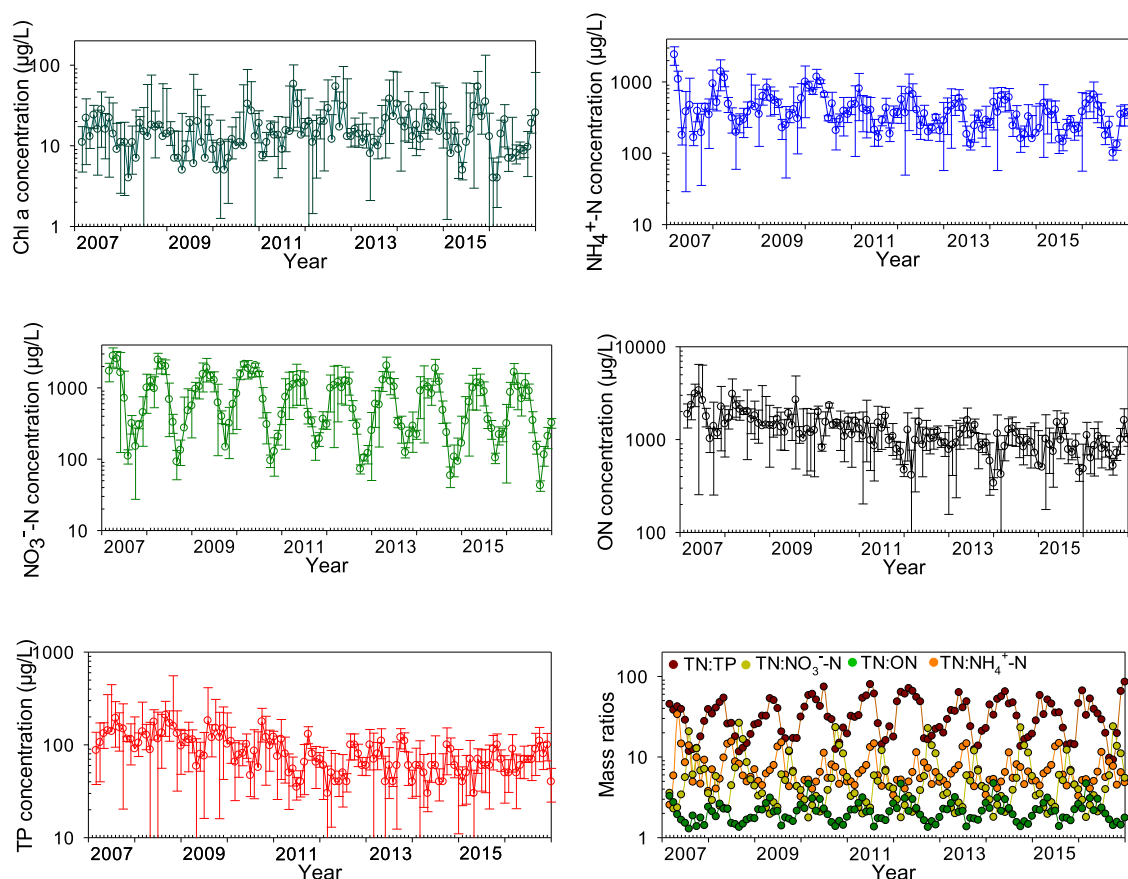 Chl a concentration (µg/L)
100
10
1
2007 2009 2011 2013 2015
Year
NH4+-N concentration (µg/L)
1000
100
10
2007 2009 2011 2013 2015
Year
NO3--N concentration (µg/L)
1000
100
10
2007 2009 2011 2013 2015
Year
ON concentration (µg/L)
10000
1000
100
2007 2009 2011 2013 2015
Year
TP concentration (µg/L)
1000
100
10
2007 2009 2011 2013 2015
Year
Mass ratios
TN:TP TN:NO3--N TN:ON TN:NH4+-N
100
10
1
2007 2009 2011 2013 2015
Year